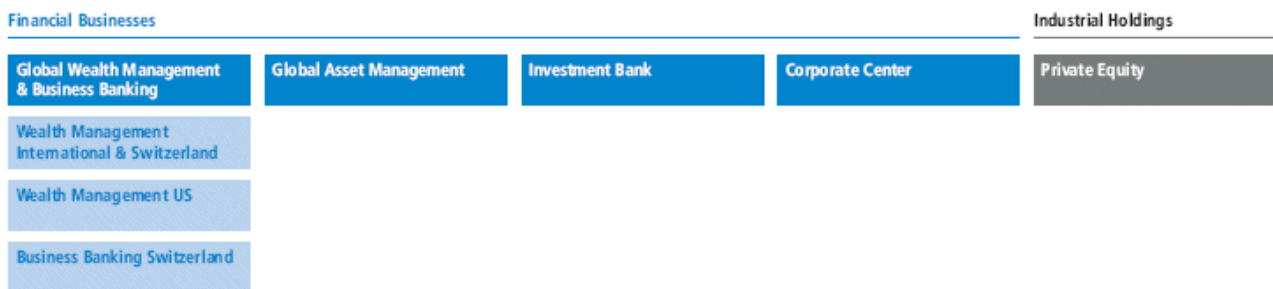 Financial Businesses
Industrial Holdings
Global Wealth Management
& Business Banking
Global Asset Management
Investment Bank
Corporate Center
Private Equity
Wealth Management
International & Switzerland
Wealth Management US
Business Banking Switzerland